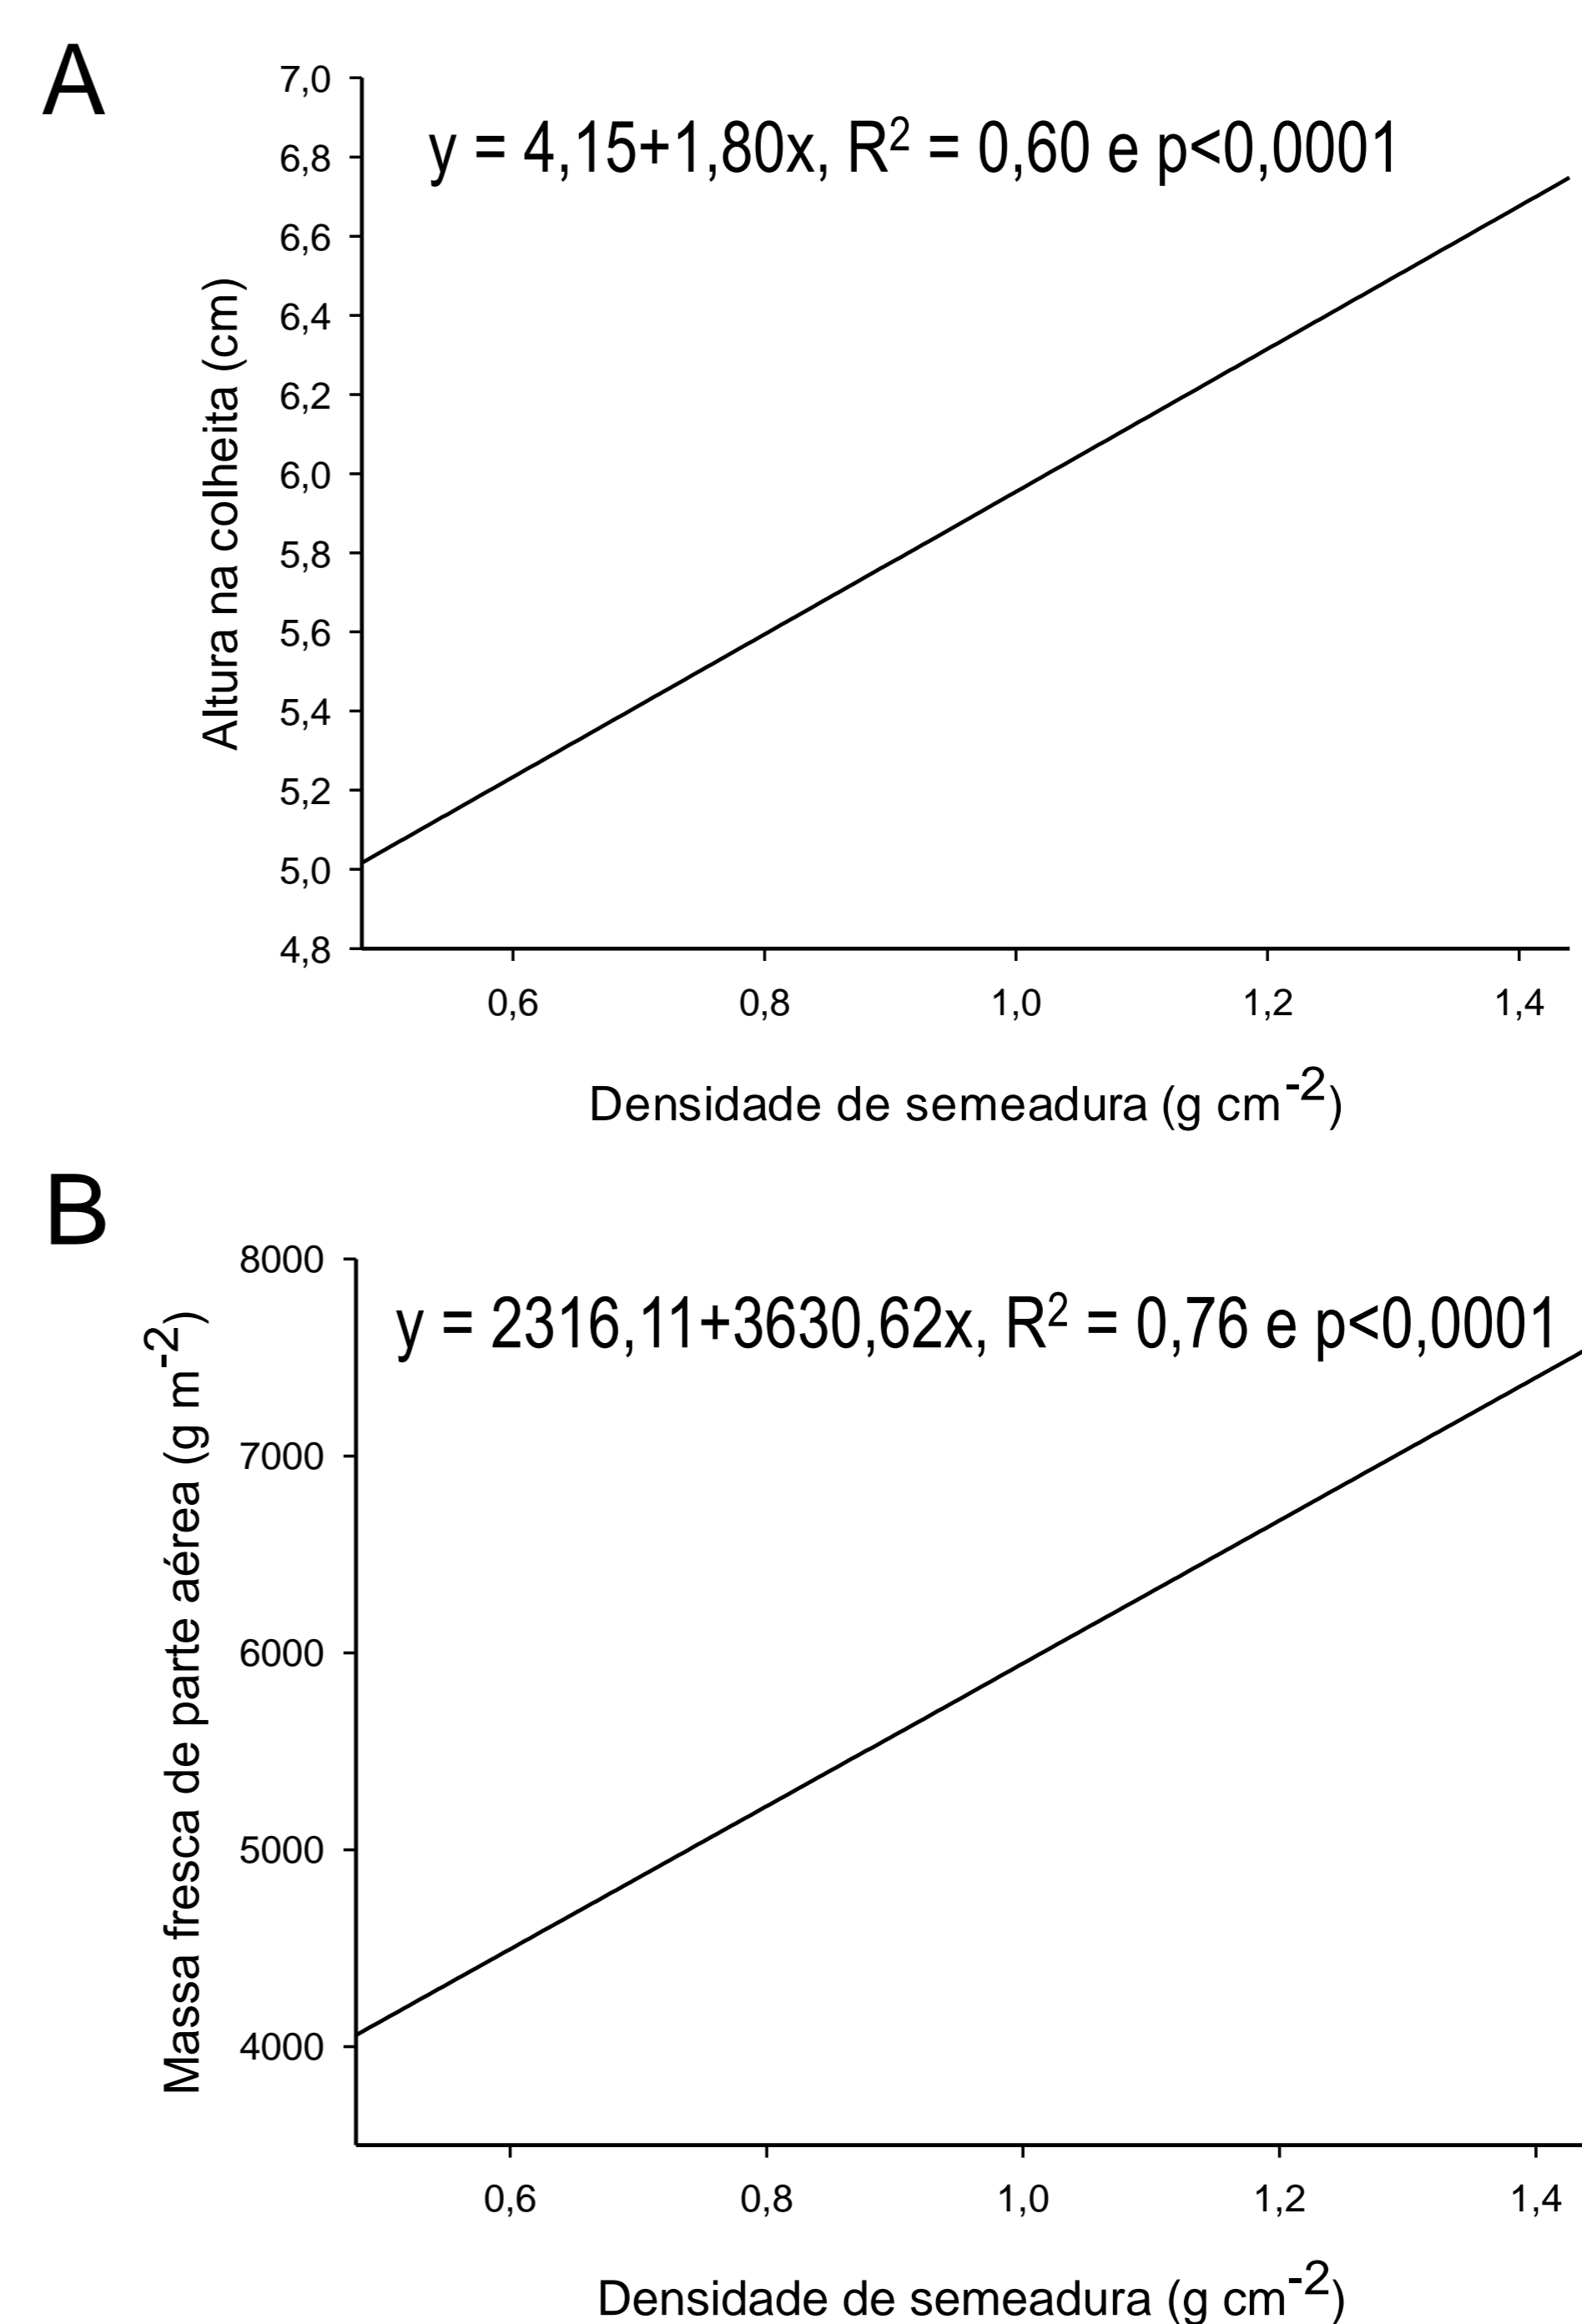 A
y = 4,15+1,80x, R² = 0,60 e p<0,0001
Altura na colheita (cm)
7,0
6,8
6,6
6,4
6,2
6,0
5,8
5,6
5,4
5,2
5,0
4,8
0,6 0,8 1,0 1,2 1,4
Densidade de semeadura (g cm⁻²)
B
y = 2316,11+3630,62x, R² = 0,76 e p<0,0001
Massa fresca de parte aérea (g m⁻²)
8000
7000
6000
5000
4000
0,6 0,8 1,0 1,2 1,4
Densidade de semeadura (g cm⁻²)